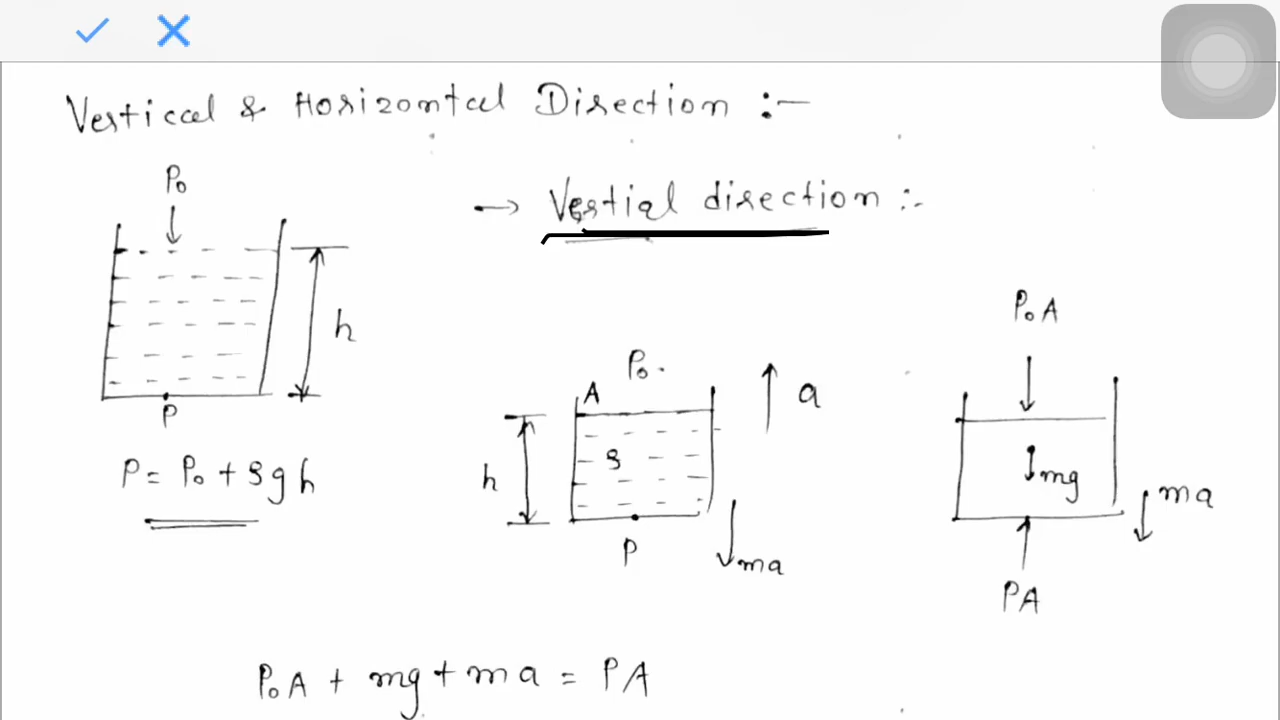 Vertical & Horizontal Direction :-
P₀
→ Vertial direction :-
h
P
P = P₀ + ρgh
P₀.
A
a
h
ρ
P
ma
P₀A
mg
ma
PA
P₀A + mg + ma = PA